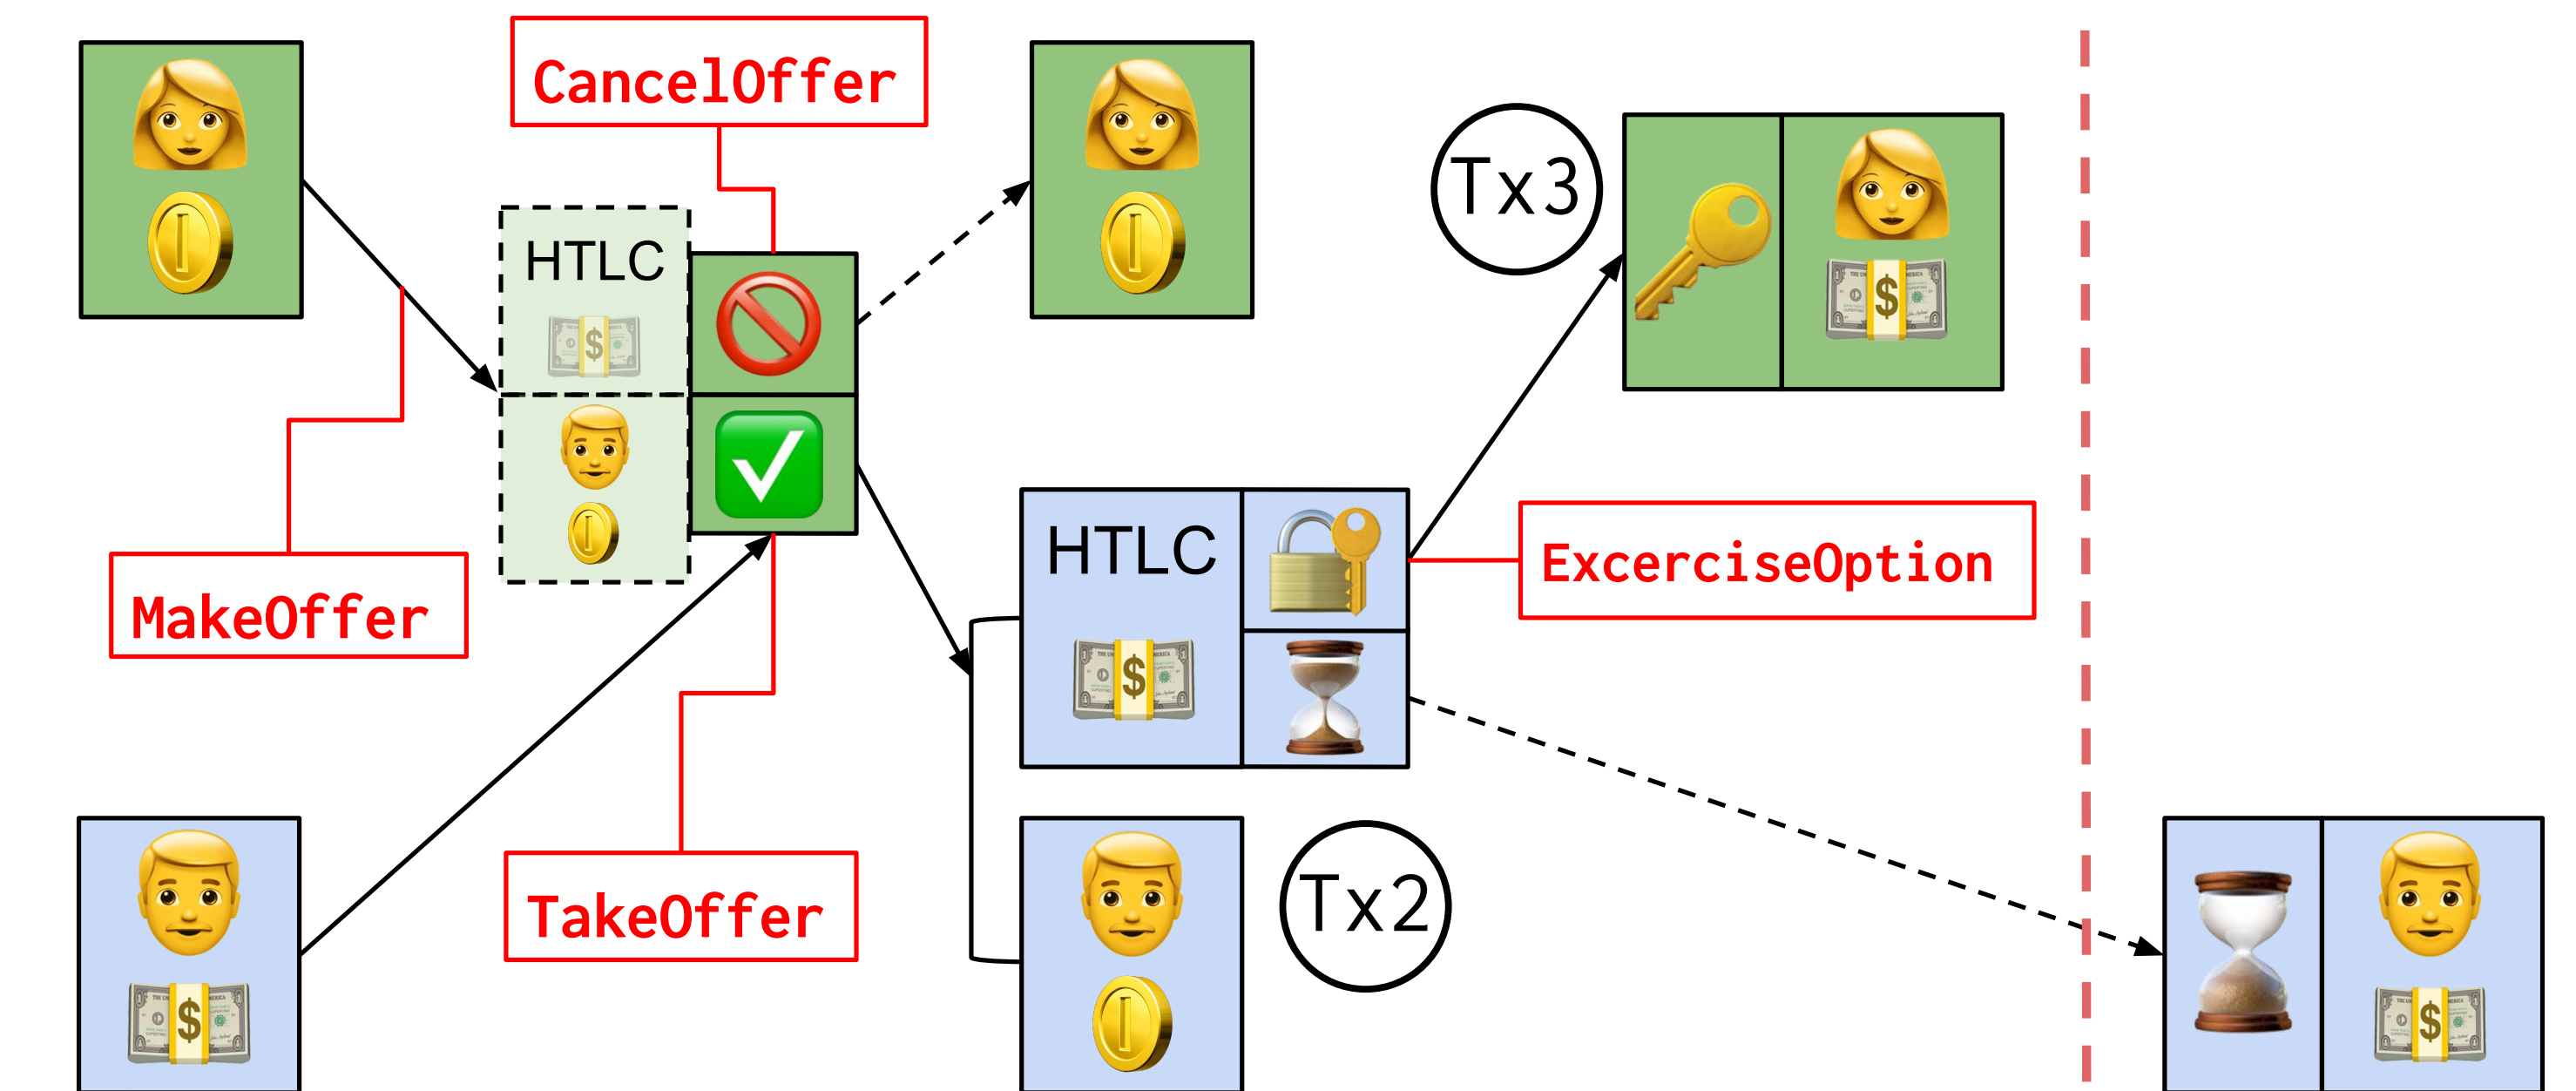 CancelOffer
HTLC
$
MakeOffer
TakeOffer
$
Tx3
$
HTLC
$
ExcerciseOption
Tx2
$